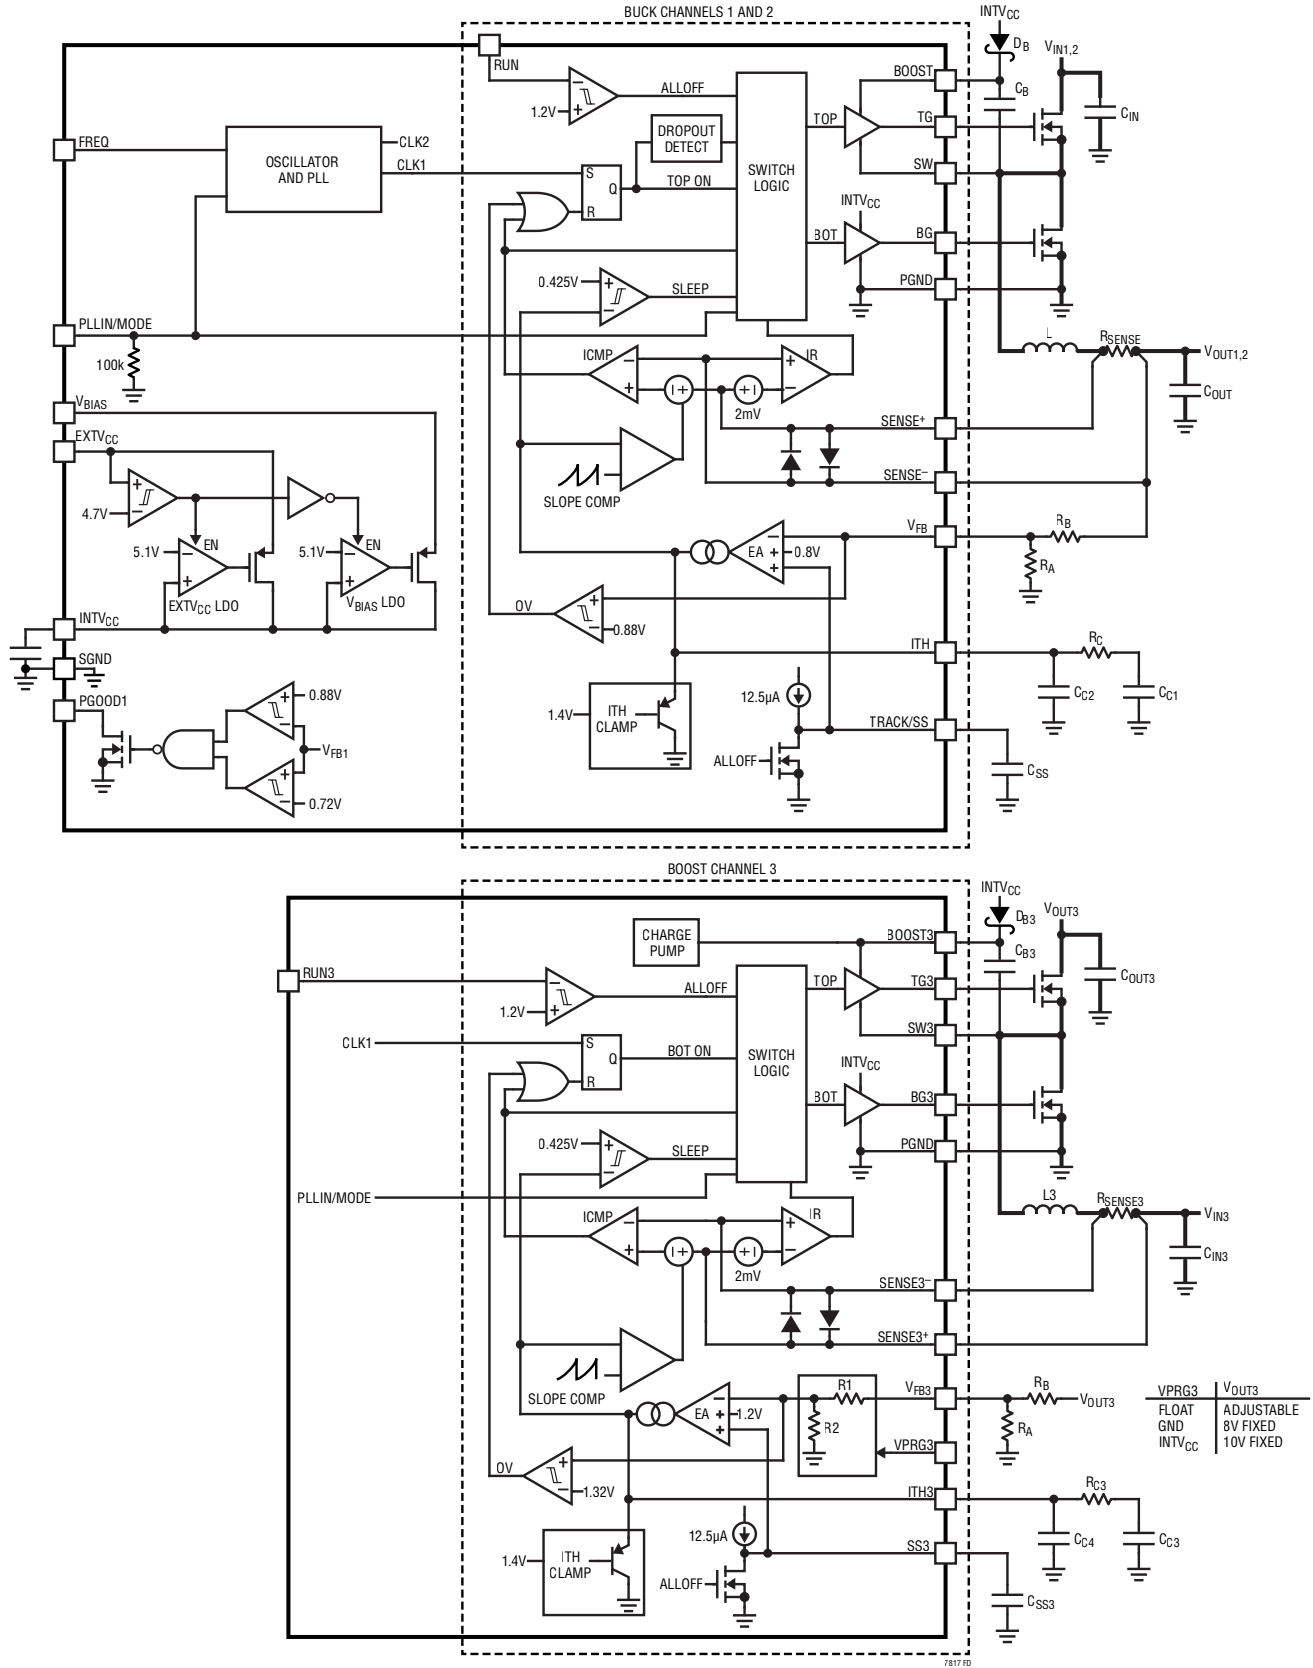 BUCK CHANNELS 1 AND 2
INTVCC
DB
VIN1,2
RUN
BOOST
ALLOFF
1.2V
CB
CIN
FREQ
OSCILLATOR
AND PLL
CLK2
CLK1
DROPOUT
DETECT
TOP
TG
S
Q
R
TOP ON
SWITCH
LOGIC
SW
INTVCC
BOT
BG
0.425V
SLEEP
PGND
PLLIN/MODE
100k
ICMP
IR
2mV
L
RSENSE
VOUT1,2
COUT
VBIAS
EXTVCC
SENSE+
SLOPE COMP
SENSE–
4.7V
5.1V
EN
5.1V
EN
EXTVCC LDO
VBIAS LDO
EA
0.8V
VFB
RB
RA
OV
0.88V
INTVCC
ITH
RC
SGND
CC2
CC1
PGOOD1
0.88V
VFB1
0.72V
1.4V
ITH
CLAMP
12.5µA
TRACK/SS
ALLOFF
CSS
BOOST CHANNEL 3
INTVCC
DB3
VOUT3
CHARGE
PUMP
BOOST3
CB3
COUT3
RUN3
ALLOFF
1.2V
TOP
TG3
SW3
CLK1
S
Q
R
BOT ON
SWITCH
LOGIC
INTVCC
BOT
BG3
0.425V
SLEEP
PGND
PLLIN/MODE
ICMP
IR
2mV
L3
RSENSE3
VIN3
CIN3
SENSE3–
SENSE3+
SLOPE COMP
EA
1.2V
R1
R2
VFB3
RB
VOUT3
RA
VPRG3
VPRG3 VOUT3
FLOAT ADJUSTABLE
GND 8V FIXED
INTVCC 10V FIXED
OV
1.32V
ITH3
RC3
CC4
CC3
1.4V
ITH
CLAMP
12.5µA
SS3
ALLOFF
CSS3
7817 FD